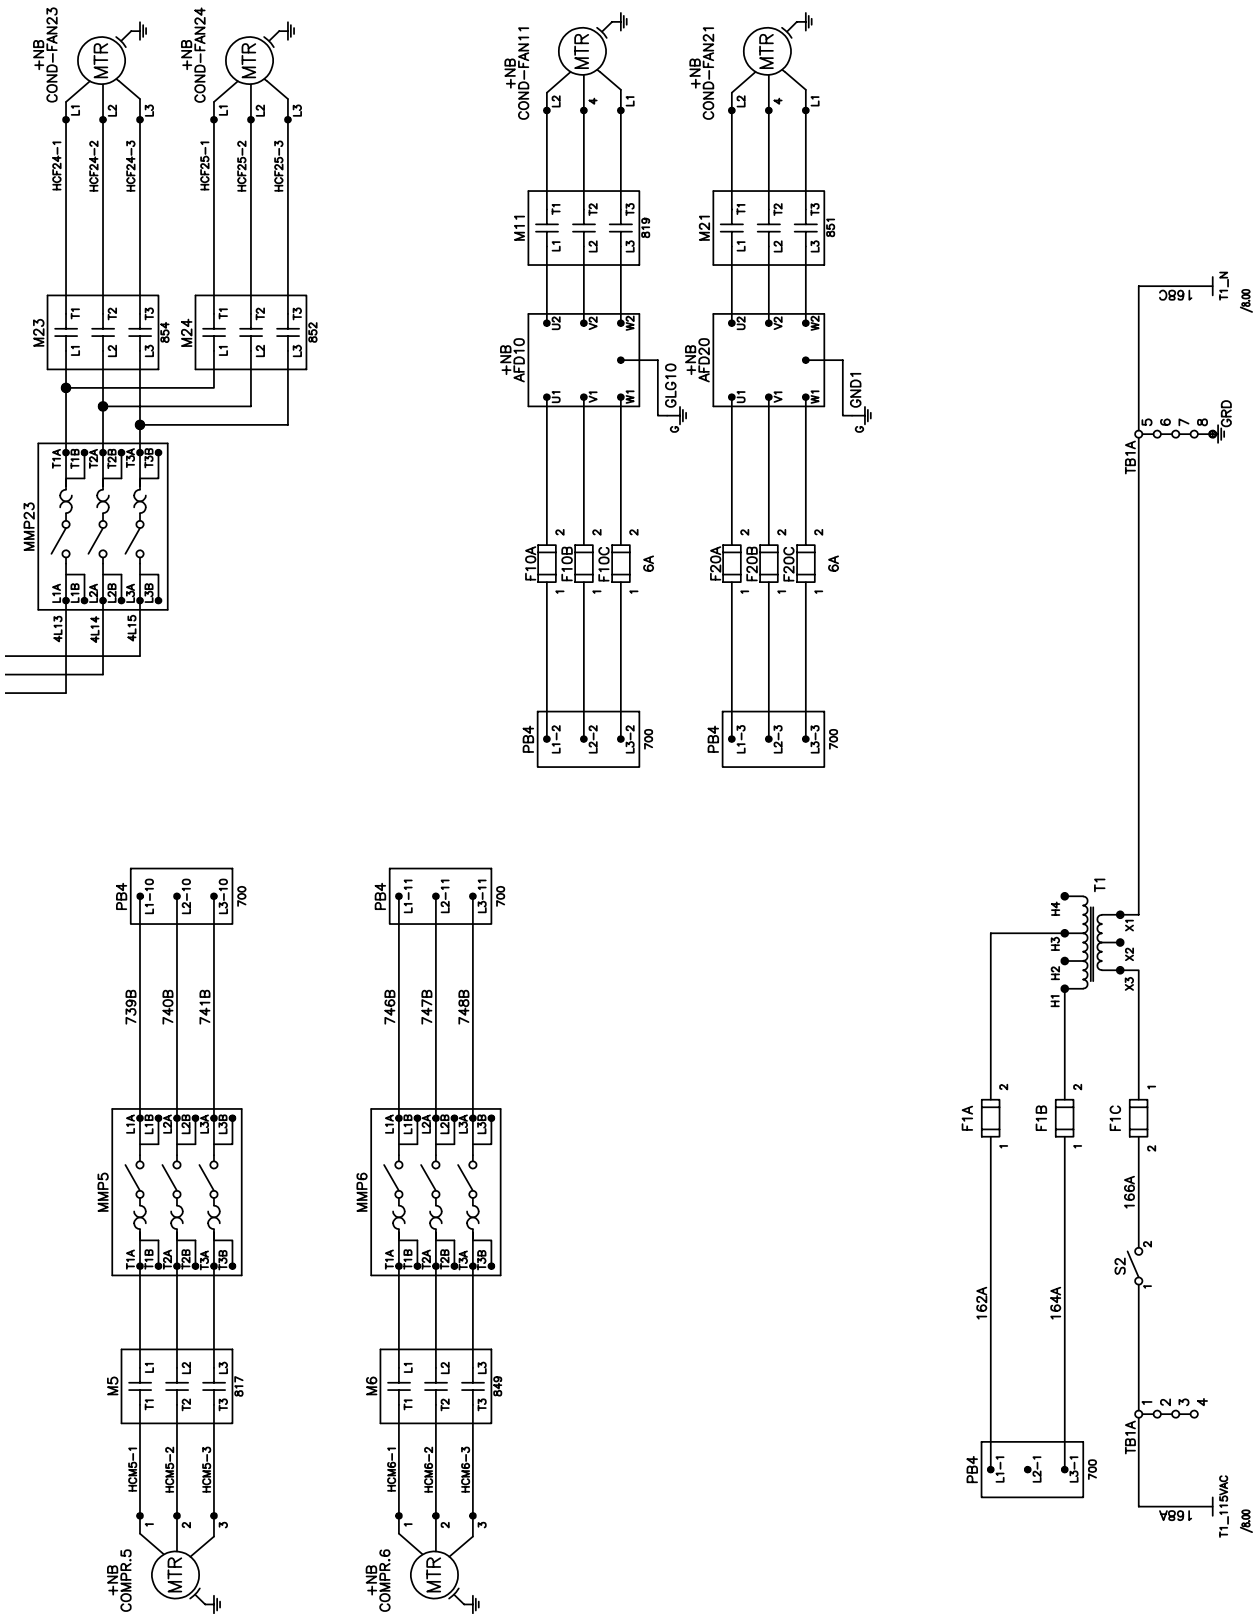 +NB
COND-FAN23
MTR
L1
L2
L3
HCF24-1
HCF24-2
HCF24-3
M23
T1
T2
T3
L1
L2
L3
854
+NB
COND-FAN24
MTR
L1
L2
L3
HCF25-1
HCF25-2
HCF25-3
M24
T1
T2
T3
L1
L2
L3
852
MMP23
T1A
T1B
T2A
T2B
T3A
T3B
L1A
L1B
L2A
L2B
L3A
L3B
4L13
4L14
4L15
+NB
COND-FAN11
MTR
L2
4
L1
M11
T1
T2
T3
L1
L2
L3
819
+NB
AFD10
U2
V2
W2
U1
V1
W1
GLG10
G
F10A
F10B
F10C
2
2
2
1
1
1
6A
PB4
L1-2
L2-2
L3-2
700
+NB
COND-FAN21
MTR
L2
4
L1
M21
T1
T2
T3
L1
L2
L3
851
+NB
AFD20
U2
V2
W2
U1
V1
W1
GND1
G
F20A
F20B
F20C
2
2
2
1
1
1
6A
PB4
L1-3
L2-3
L3-3
700
PB4
L1-10
L2-10
L3-10
700
739B
740B
741B
MMP5
L1A
L1B
L2A
L2B
L3A
L3B
T1A
T1B
T2A
T2B
T3A
T3B
M5
L1
L2
L3
T1
T2
T3
817
HCM5-1
HCM5-2
HCM5-3
1
2
3
MTR
+NB
COMPR.5
PB4
L1-11
L2-11
L3-11
700
746B
747B
748B
MMP6
L1A
L1B
L2A
L2B
L3A
L3B
T1A
T1B
T2A
T2B
T3A
T3B
M6
L1
L2
L3
T1
T2
T3
849
HCM6-1
HCM6-2
HCM6-3
1
2
3
MTR
+NB
COMPR.6
168C
T1_N
/8.00
TB1A
5
6
7
8
GRD
T1
H4
H3
H2
H1
X1
X2
X3
F1A
2
1
F1B
2
1
F1C
1
2
162A
164A
166A
S2
2
1
PB4
L1-1
L2-1
L3-1
700
TB1A
1
2
3
4
168A
T1_115VAC
/8.00